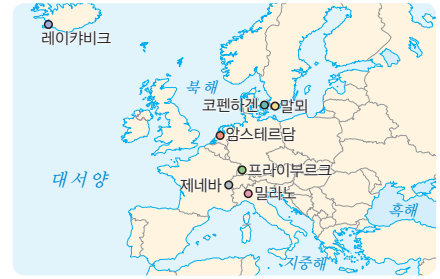 레이캬비크
북해
코펜하겐 말뫼
암스테르담
대서양
프라이부르크
제네바
밀라노
흑해
지중해